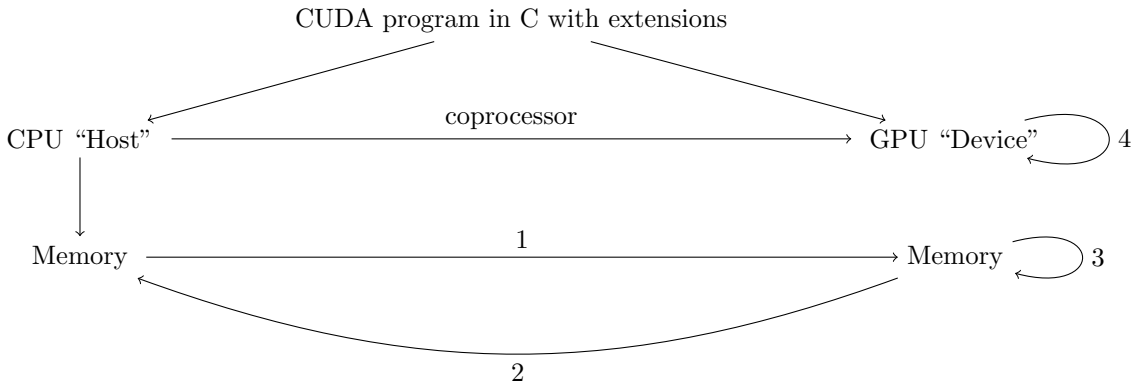 CUDA program in C with extensions
coprocessor
CPU “Host”
GPU “Device”
4
1
Memory
Memory
3
2